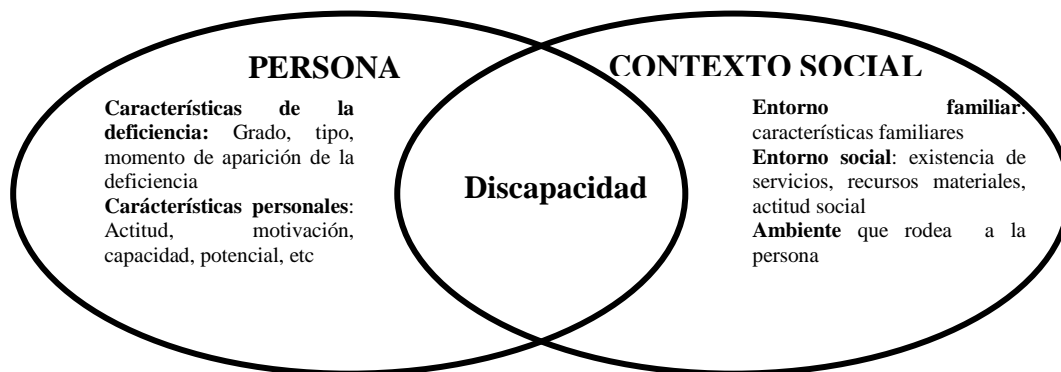 PERSONA
Características de la
deficiencia: Grado, tipo,
momento de aparición de la
deficiencia
Carácterísticas personales:
Actitud, motivación,
capacidad, potencial, etc
Discapacidad
CONTEXTO SOCIAL
Entorno familiar:
características familiares
Entorno social: existencia de
servicios, recursos materiales,
actitud social
Ambiente que rodea a la
persona